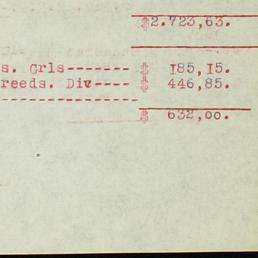 $2.723,63.
s. Grls------- $ 185,15.
reeds. Div---- $ 446,85.
$ 632,00.